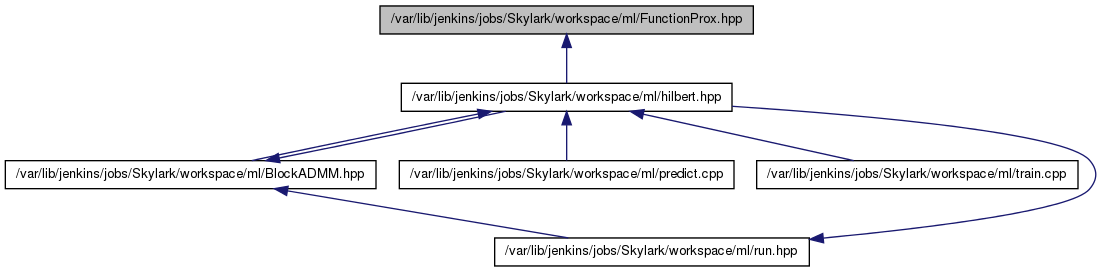 /var/lib/jenkins/jobs/Skylark/workspace/ml/FunctionProx.hpp
/var/lib/jenkins/jobs/Skylark/workspace/ml/hilbert.hpp
/var/lib/jenkins/jobs/Skylark/workspace/ml/BlockADMM.hpp
/var/lib/jenkins/jobs/Skylark/workspace/ml/predict.cpp
/var/lib/jenkins/jobs/Skylark/workspace/ml/train.cpp
/var/lib/jenkins/jobs/Skylark/workspace/ml/run.hpp